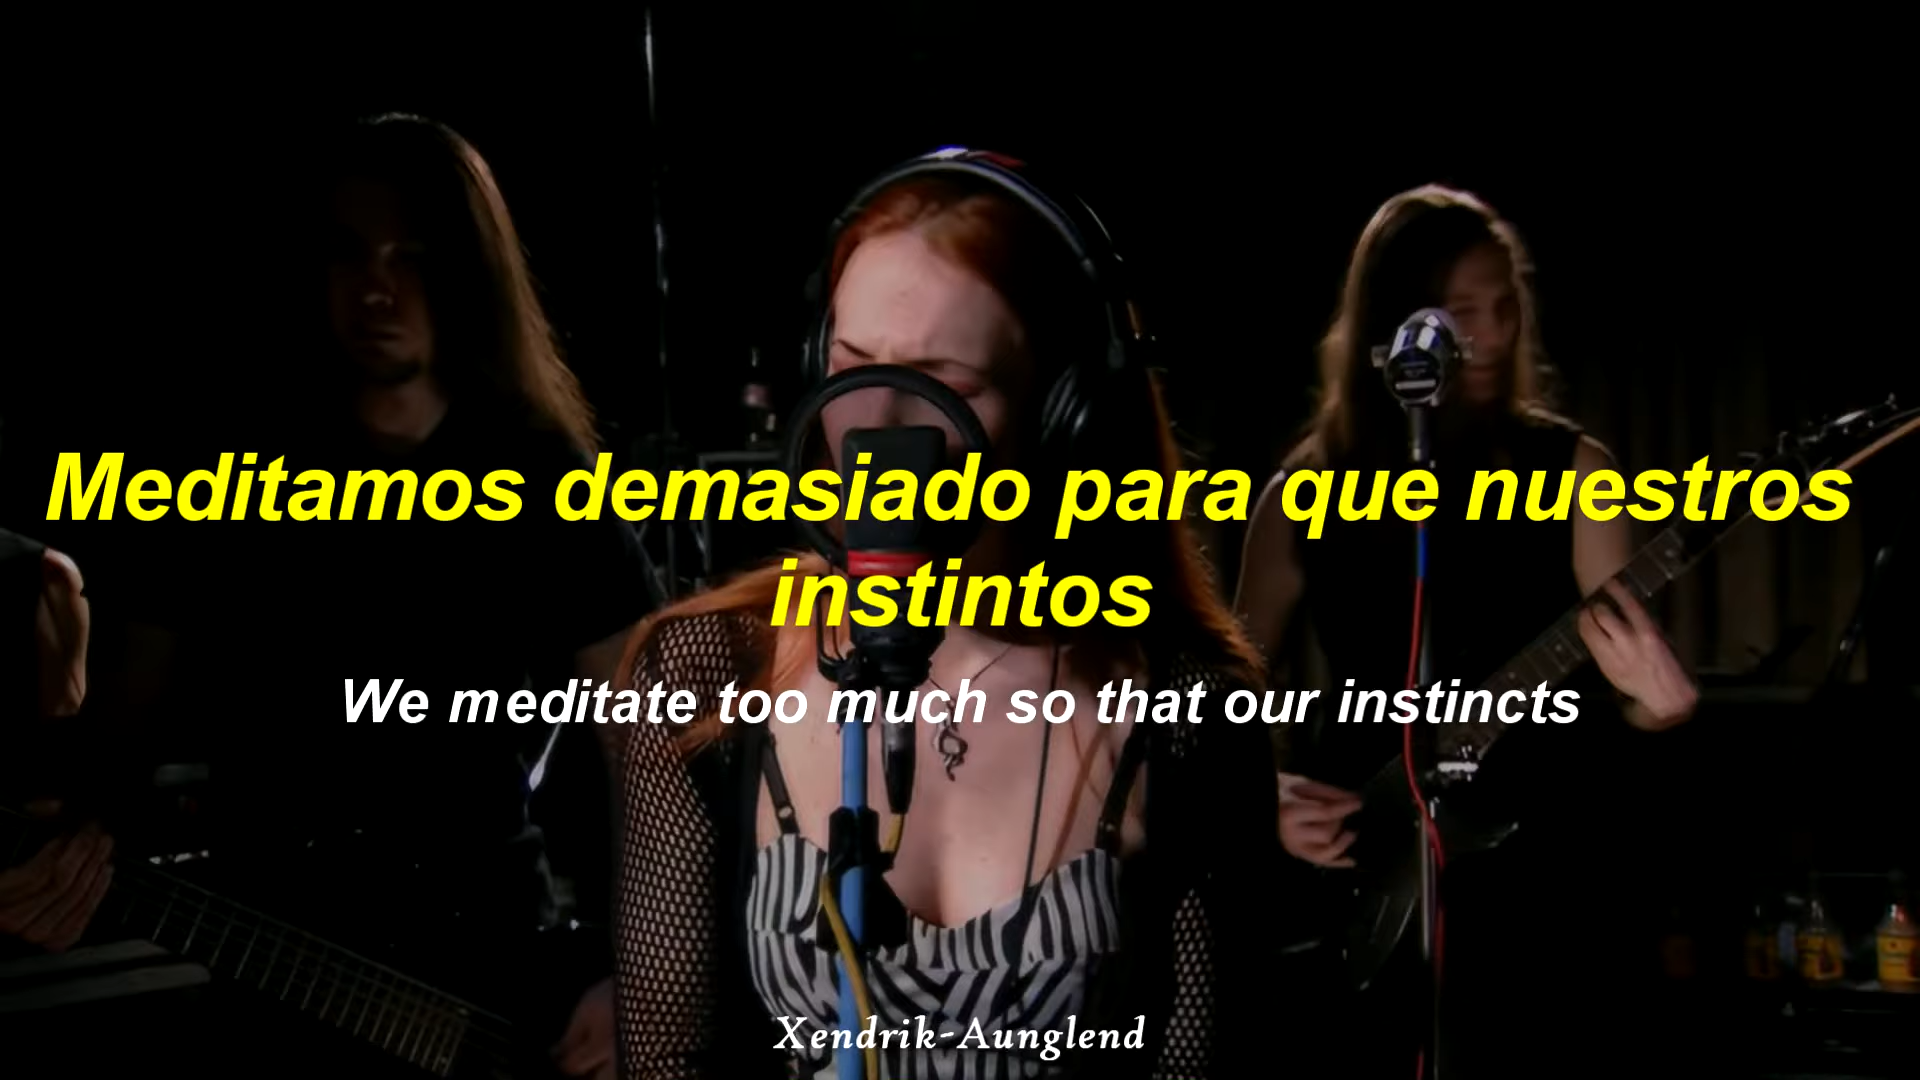 Meditamos demasiado para que nuestros
instintos
We meditate too much so that our instincts
Xendrik-Aunglend